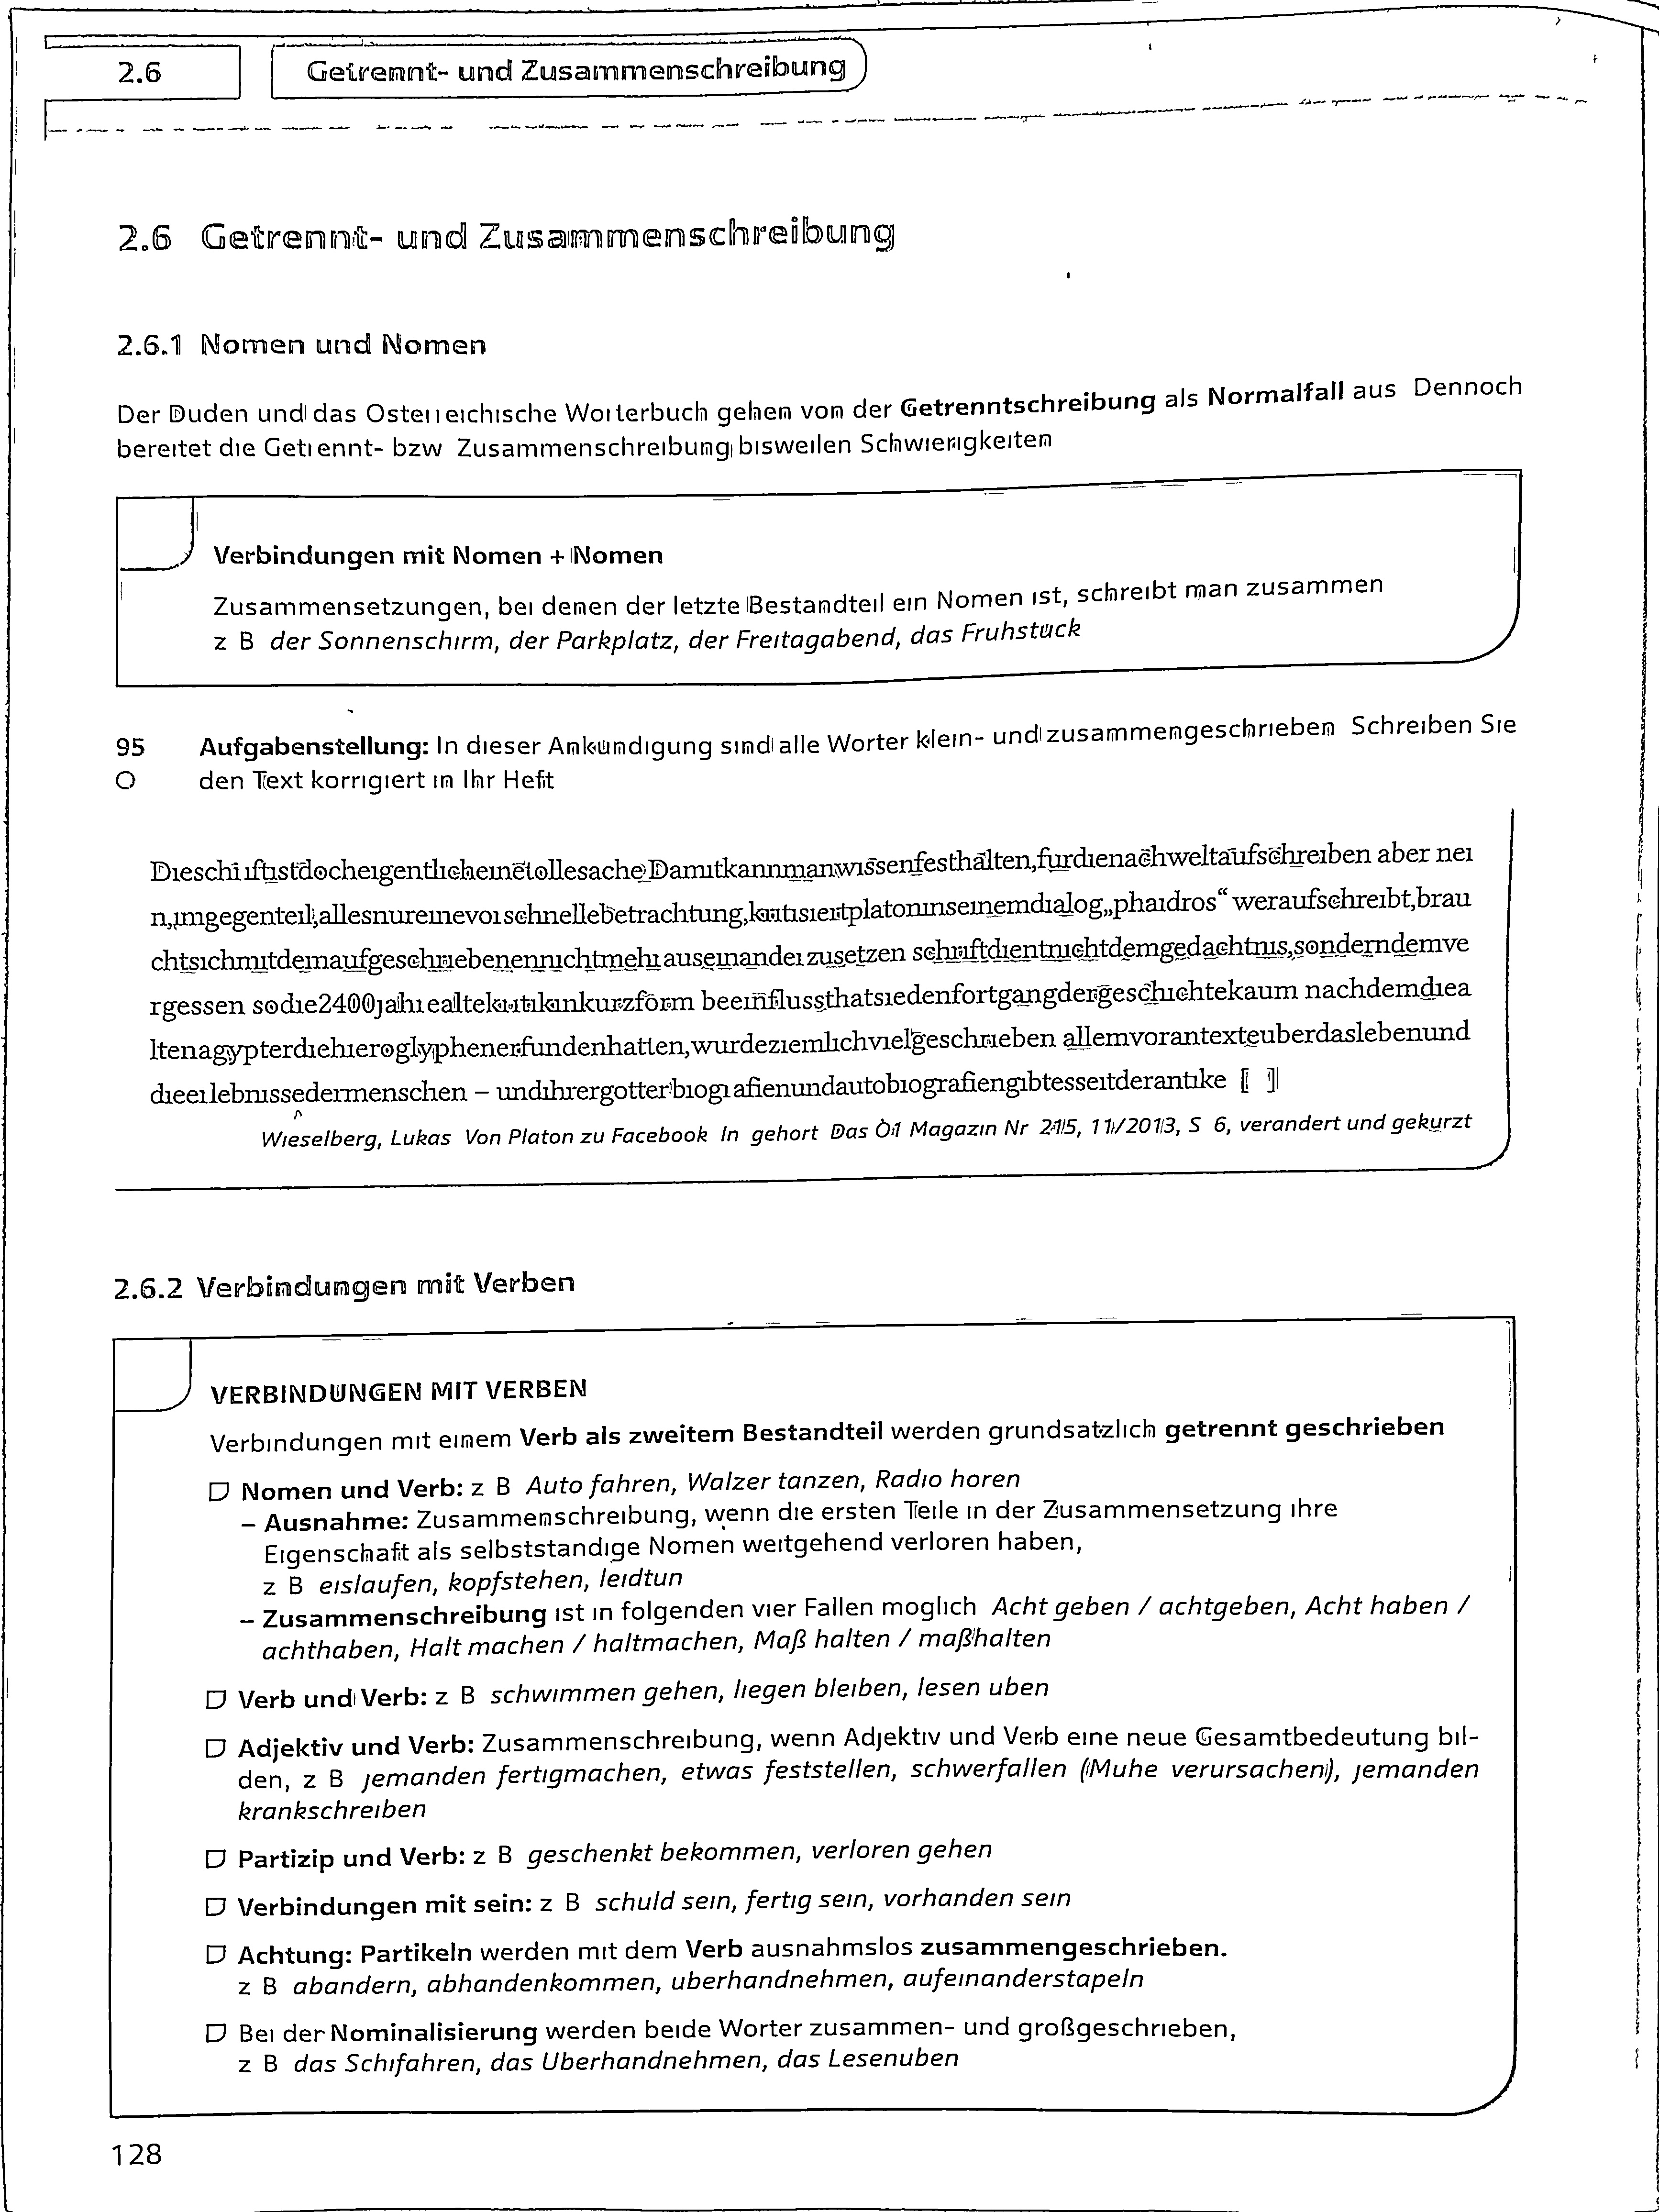 2.6 Getrennt- und Zusammenschreibung
2.6 Getrennt- und Zusammenschreibung
2.6.1 Nomen und Nomen
Der Duden und das Osterreichische Worterbuch gehen von der Getrenntschreibung als Normalfall aus Dennoch
bereitet die Getrennt- bzw Zusammenschreibung bisweilen Schwierigkeiten
Verbindungen mit Nomen + Nomen
Zusammensetzungen, bei denen der letzte Bestandteil ein Nomen ist, schreibt man zusammen
z B der Sonnenschirm, der Parkplatz, der Freitagabend, das Fruhstuck
95 Aufgabenstellung: In dieser Ankundigung sind alle Worter klein- und zusammengeschrieben Schreiben Sie
O den Text korrigiert in Ihr Heft
Dieschriftistdocheigentlicheinetollesache Damitkannmanwissenfesthalten,furdienachweltaufschreiben aber nei
n,imgegenteil,allesnureinevorschnellebetrachtung,kritisiertplatoninseinemdialog„phaidros“ weraufschreibt,brau
chtsichmitdemaufgeschriebenennichtmehrauseinanderzusetzen schriftdientnichtdemgedachtnis,sonderndemve
rgessen sodie2400jahrealtekritikinkurzform beeinflussthatsiedenfortgangdergeschichtekaum nachdemdiea
ltenagypterdiehieroglyphenerfundenhatten,wurdeziemlichvielgeschrieben allemvorantexteuberdaslebenund
dieerlebnissedermenschen – undihrergotter biografienundautobiografiengibtesseitderantike [ ]
Wieselberg, Lukas Von Platon zu Facebook In gehort Das Ö1 Magazin Nr 215, 11/2013, S 6, verandert und gekurzt
2.6.2 Verbindungen mit Verben
VERBINDUNGEN MIT VERBEN
Verbindungen mit einem Verb als zweitem Bestandteil werden grundsatzlich getrennt geschrieben
Nomen und Verb: z B Auto fahren, Walzer tanzen, Radio horen
– Ausnahme: Zusammenschreibung, wenn die ersten Teile in der Zusammensetzung ihre
Eigenschaft als selbststandige Nomen weitgehend verloren haben,
z B eislaufen, kopfstehen, leidtun
– Zusammenschreibung ist in folgenden vier Fallen moglich Acht geben / achtgeben, Acht haben /
achthaben, Halt machen / haltmachen, Maß halten / maßhalten
Verb und Verb: z B schwimmen gehen, liegen bleiben, lesen uben
Adjektiv und Verb: Zusammenschreibung, wenn Adjektiv und Verb eine neue Gesamtbedeutung bil-
den, z B jemanden fertigmachen, etwas feststellen, schwerfallen (Muhe verursachen), jemanden
krankschreiben
Partizip und Verb: z B geschenkt bekommen, verloren gehen
Verbindungen mit sein: z B schuld sein, fertig sein, vorhanden sein
Achtung: Partikeln werden mit dem Verb ausnahmslos zusammengeschrieben.
z B abandern, abhandenkommen, uberhandnehmen, aufeinanderstapeln
Bei der Nominalisierung werden beide Worter zusammen- und großgeschrieben,
z B das Schifahren, das Uberhandnehmen, das Lesenuben
128